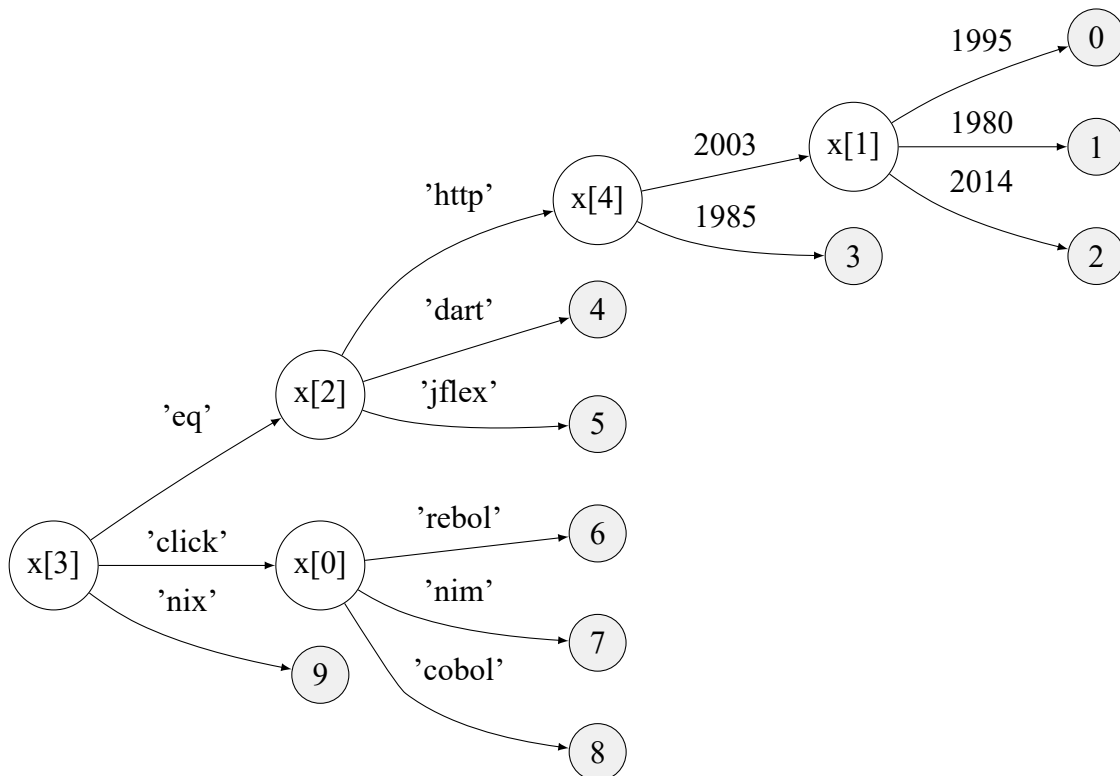 1995
0
1980
x[1]
1
2003
2014
'http'
x[4]
1985
3
2
'dart'
4
x[2]
'jflex'
5
'eq'
'rebol'
6
'click'
x[3]
x[0]
'nim'
'nix'
7
'cobol'
9
8